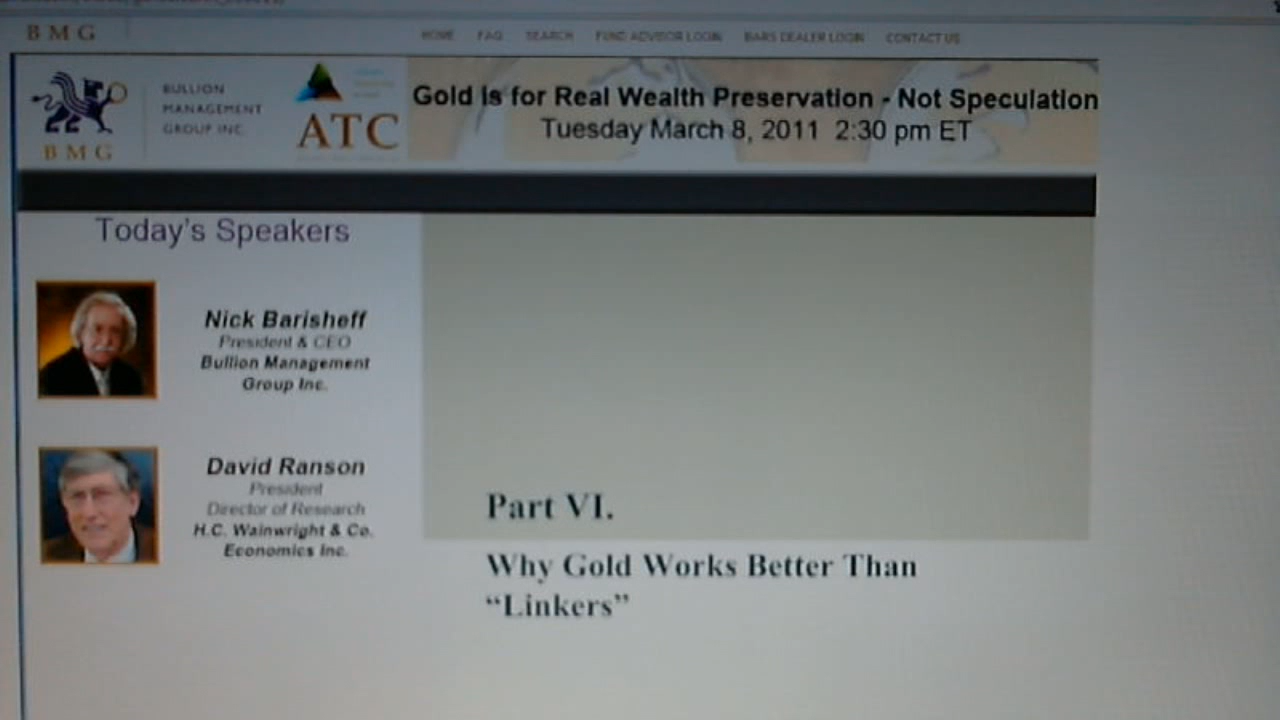 BMG
HOME FAQ SEARCH FUND ADVISOR LOGIN BARS DEALER LOGIN CONTACT US
BULLION
MANAGEMENT
GROUP INC.
BMG
ATC
Gold is for Real Wealth Preservation - Not Speculation
Tuesday March 8, 2011 2:30 pm ET
Today's Speakers
Nick Barisheff
President & CEO
Bullion Management
Group Inc.
David Ranson
President
Director of Research
H.C. Wainwright & Co.
Economics Inc.
Part VI.
Why Gold Works Better Than
“Linkers”